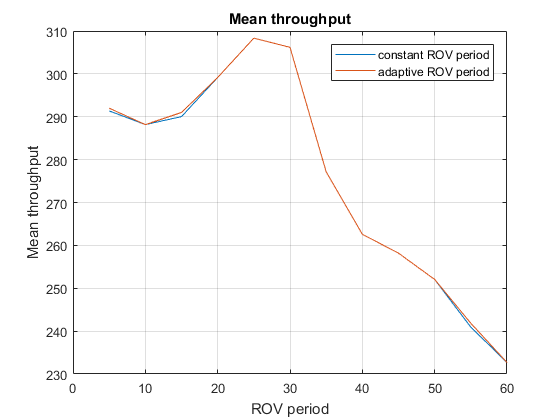 Mean throughput
constant ROV period
adaptive ROV period
Mean throughput
310
300
290
280
270
260
250
240
230
0 10 20 30 40 50 60
ROV period